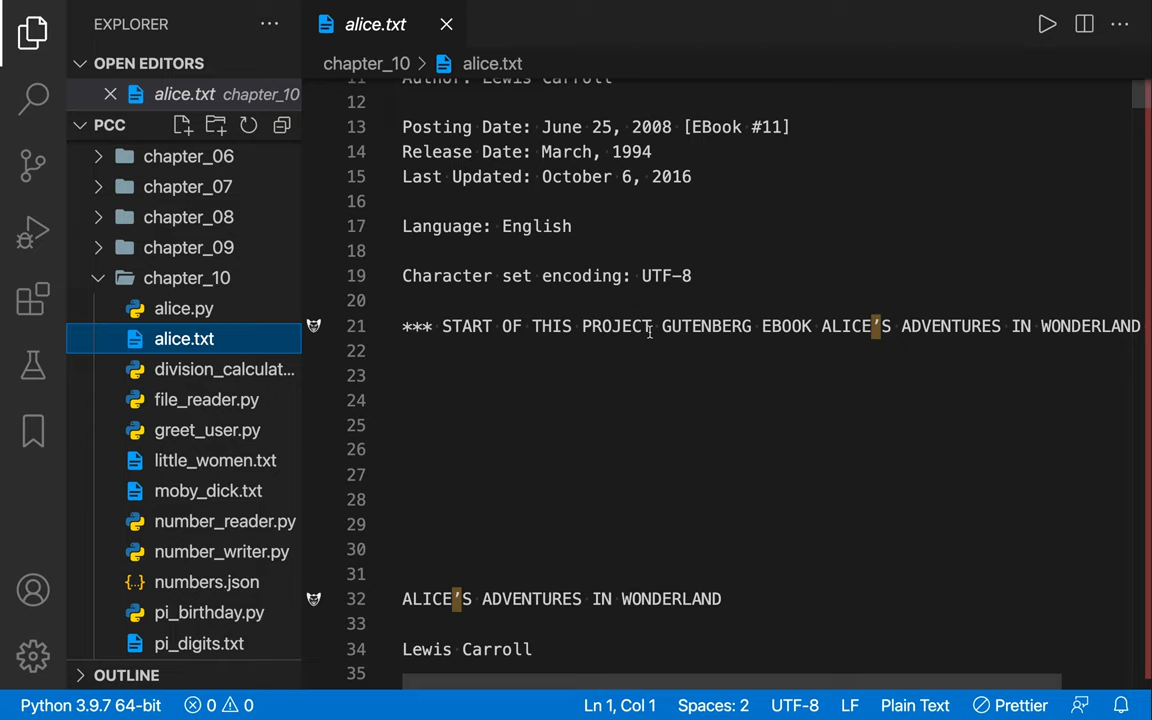 EXPLORER
OPEN EDITORS
alice.txt chapter_10
PCC
chapter_06
chapter_07
chapter_08
chapter_09
chapter_10
alice.py
alice.txt
division_calculat...
file_reader.py
greet_user.py
little_women.txt
moby_dick.txt
number_reader.py
number_writer.py
numbers.json
pi_birthday.py
pi_digits.txt
OUTLINE
alice.txt
chapter_10 > alice.txt
11 Author: Lewis Carroll
12
13 Posting Date: June 25, 2008 [EBook #11]
14 Release Date: March, 1994
15 Last Updated: October 6, 2016
16
17 Language: English
18
19 Character set encoding: UTF-8
20
21 *** START OF THIS PROJECT GUTENBERG EBOOK ALICE’S ADVENTURES IN WONDERLAND
22
23
24
25
26
27
28
29
30
31
32 ALICE’S ADVENTURES IN WONDERLAND
33
34 Lewis Carroll
35
Python 3.9.7 64-bit 0 0 Ln 1, Col 1 Spaces: 2 UTF-8 LF Plain Text Prettier